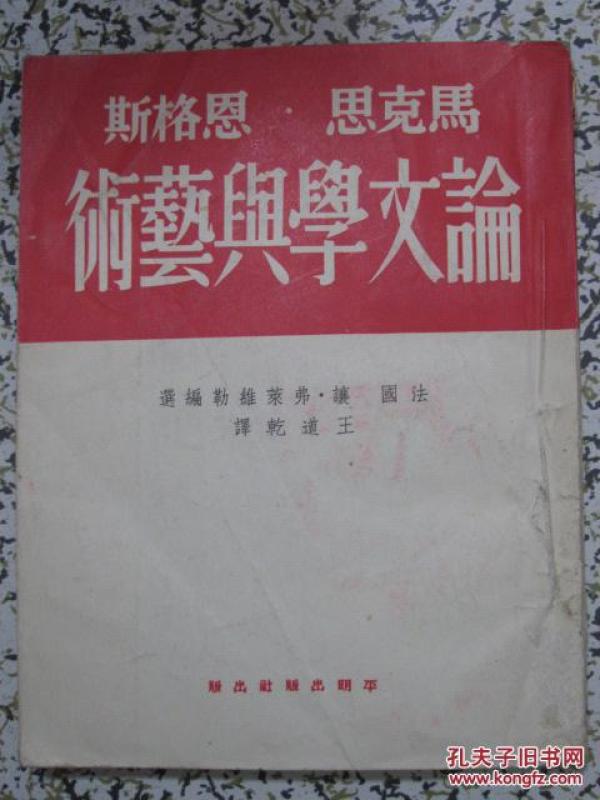 馬克思·恩格斯
論文學與藝術
法國 讓·弗萊維勒編選
王道乾譯
平明出版社出版
孔夫子旧书网
www.kongfz.com